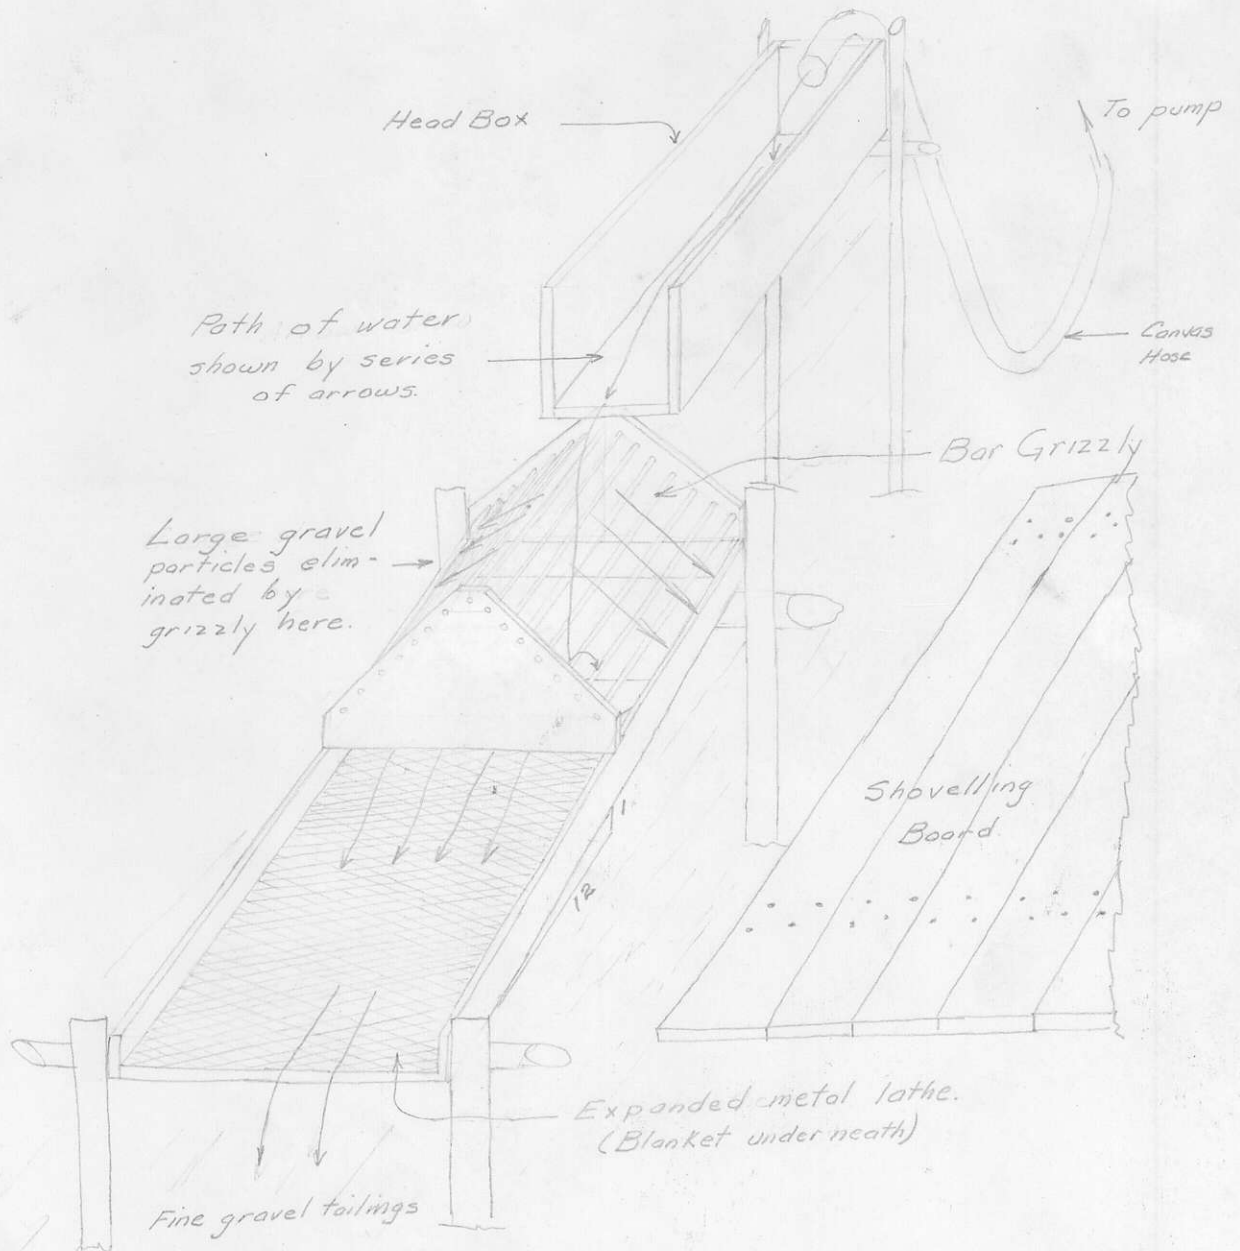 Head Box
To pump
Path of water
shown by series
of arrows.
Canvas
Hose
Bar Grizzly
Large gravel
particles elim-
inated by
grizzly here.
Shovelling
Board
1
12
Expanded metal lathe.
(Blanket underneath)
Fine gravel tailings